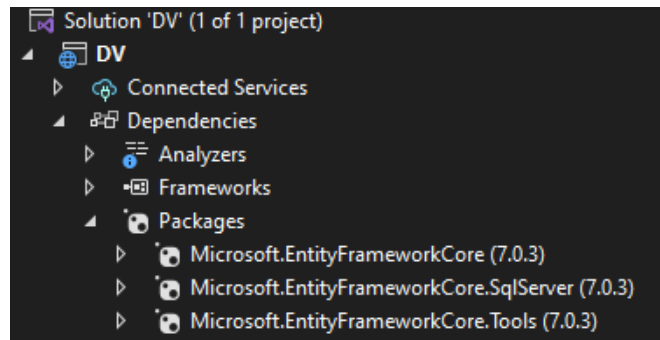 Solution 'DV' (1 of 1 project)
DV
Connected Services
Dependencies
Analyzers
Frameworks
Packages
Microsoft.EntityFrameworkCore (7.0.3)
Microsoft.EntityFrameworkCore.SqlServer (7.0.3)
Microsoft.EntityFrameworkCore.Tools (7.0.3)